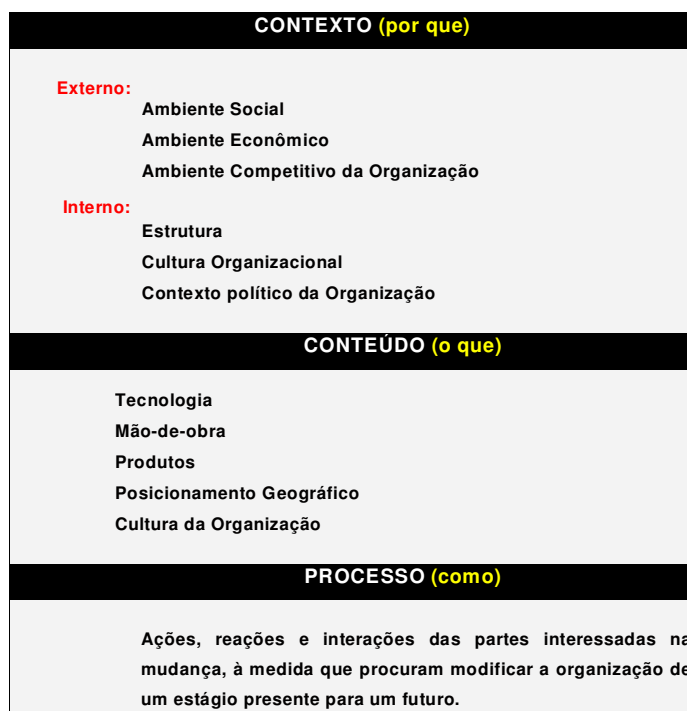 CONTEXTO (por que)
Externo:
Ambiente Social
Ambiente Econômico
Ambiente Competitivo da Organização
Interno:
Estrutura
Cultura Organizacional
Contexto político da Organização
CONTEÚDO (o que)
Tecnologia
Mão-de-obra
Produtos
Posicionamento Geográfico
Cultura da Organização
PROCESSO (como)
Ações, reações e interações das partes interessadas na
mudança, à medida que procuram modificar a organização de
um estágio presente para um futuro.